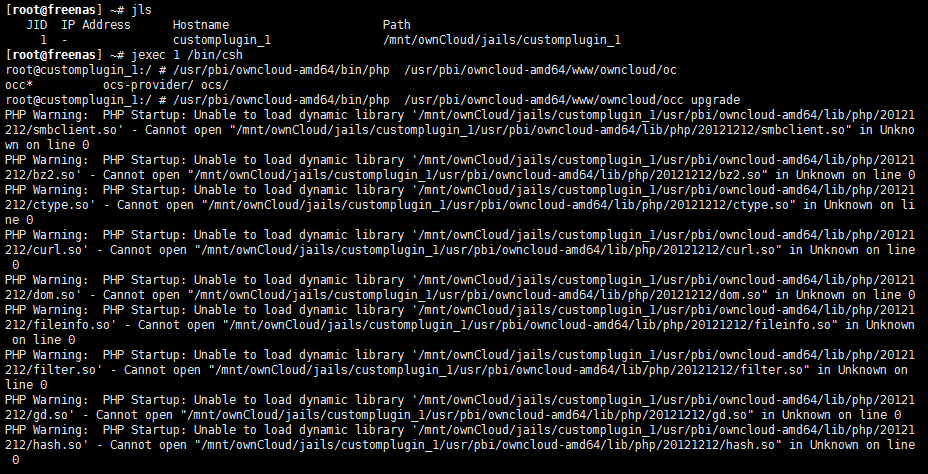 [root@freenas] ~# jls
   JID  IP Address      Hostname                      Path
     1  -               customplugin_1                /mnt/ownCloud/jails/customplugin_1
[root@freenas] ~# jexec 1 /bin/csh
root@customplugin_1:/ # /usr/pbi/owncloud-amd64/bin/php  /usr/pbi/owncloud-amd64/www/owncloud/oc
occ*          ocs-provider/ ocs/
root@customplugin_1:/ # /usr/pbi/owncloud-amd64/bin/php  /usr/pbi/owncloud-amd64/www/owncloud/occ upgrade
PHP Warning:  PHP Startup: Unable to load dynamic library '/mnt/ownCloud/jails/customplugin_1/usr/pbi/owncloud-amd64/lib/php/20121
212/smbclient.so' - Cannot open "/mnt/ownCloud/jails/customplugin_1/usr/pbi/owncloud-amd64/lib/php/20121212/smbclient.so" in Unkno
wn on line 0
PHP Warning:  PHP Startup: Unable to load dynamic library '/mnt/ownCloud/jails/customplugin_1/usr/pbi/owncloud-amd64/lib/php/20121
212/bz2.so' - Cannot open "/mnt/ownCloud/jails/customplugin_1/usr/pbi/owncloud-amd64/lib/php/20121212/bz2.so" in Unknown on line 0
PHP Warning:  PHP Startup: Unable to load dynamic library '/mnt/ownCloud/jails/customplugin_1/usr/pbi/owncloud-amd64/lib/php/20121
212/ctype.so' - Cannot open "/mnt/ownCloud/jails/customplugin_1/usr/pbi/owncloud-amd64/lib/php/20121212/ctype.so" in Unknown on li
ne 0
PHP Warning:  PHP Startup: Unable to load dynamic library '/mnt/ownCloud/jails/customplugin_1/usr/pbi/owncloud-amd64/lib/php/20121
212/curl.so' - Cannot open "/mnt/ownCloud/jails/customplugin_1/usr/pbi/owncloud-amd64/lib/php/20121212/curl.so" in Unknown on line
 0
PHP Warning:  PHP Startup: Unable to load dynamic library '/mnt/ownCloud/jails/customplugin_1/usr/pbi/owncloud-amd64/lib/php/20121
212/dom.so' - Cannot open "/mnt/ownCloud/jails/customplugin_1/usr/pbi/owncloud-amd64/lib/php/20121212/dom.so" in Unknown on line 0
PHP Warning:  PHP Startup: Unable to load dynamic library '/mnt/ownCloud/jails/customplugin_1/usr/pbi/owncloud-amd64/lib/php/20121
212/fileinfo.so' - Cannot open "/mnt/ownCloud/jails/customplugin_1/usr/pbi/owncloud-amd64/lib/php/20121212/fileinfo.so" in Unknown
 on line 0
PHP Warning:  PHP Startup: Unable to load dynamic library '/mnt/ownCloud/jails/customplugin_1/usr/pbi/owncloud-amd64/lib/php/20121
212/filter.so' - Cannot open "/mnt/ownCloud/jails/customplugin_1/usr/pbi/owncloud-amd64/lib/php/20121212/filter.so" in Unknown on 
line 0
PHP Warning:  PHP Startup: Unable to load dynamic library '/mnt/ownCloud/jails/customplugin_1/usr/pbi/owncloud-amd64/lib/php/20121
212/gd.so' - Cannot open "/mnt/ownCloud/jails/customplugin_1/usr/pbi/owncloud-amd64/lib/php/20121212/gd.so" in Unknown on line 0
PHP Warning:  PHP Startup: Unable to load dynamic library '/mnt/ownCloud/jails/customplugin_1/usr/pbi/owncloud-amd64/lib/php/20121
212/hash.so' - Cannot open "/mnt/ownCloud/jails/customplugin_1/usr/pbi/owncloud-amd64/lib/php/20121212/hash.so" in Unknown on line
 0